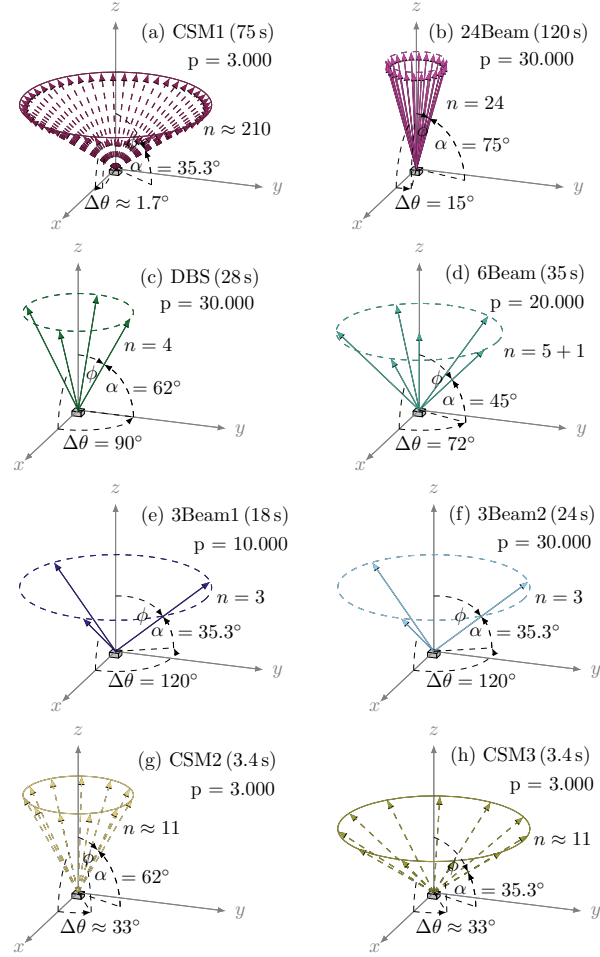 z
(a) CSM1 (75 s)
p = 3.000
n ≈ 210
ϕ
α = 35.3°
y
Δθ ≈ 1.7°
x
z
(b) 24Beam (120 s)
p = 30.000
n = 24
ϕ
α = 75°
y
Δθ = 15°
x
z
(c) DBS (28 s)
p = 30.000
n = 4
ϕ
α = 62°
y
Δθ = 90°
x
z
(d) 6Beam (35 s)
p = 20.000
n = 5 + 1
ϕ
α = 45°
y
Δθ = 72°
x
z
(e) 3Beam1 (18 s)
p = 10.000
n = 3
ϕ
α = 35.3°
y
Δθ = 120°
x
z
(f) 3Beam2 (24 s)
p = 30.000
n = 3
ϕ
α = 35.3°
y
Δθ = 120°
x
z
(g) CSM2 (3.4 s)
p = 3.000
n ≈ 11
ϕ
α = 62°
y
Δθ ≈ 33°
x
z
(h) CSM3 (3.4 s)
p = 3.000
n ≈ 11
ϕ
α = 35.3°
y
Δθ ≈ 33°
x